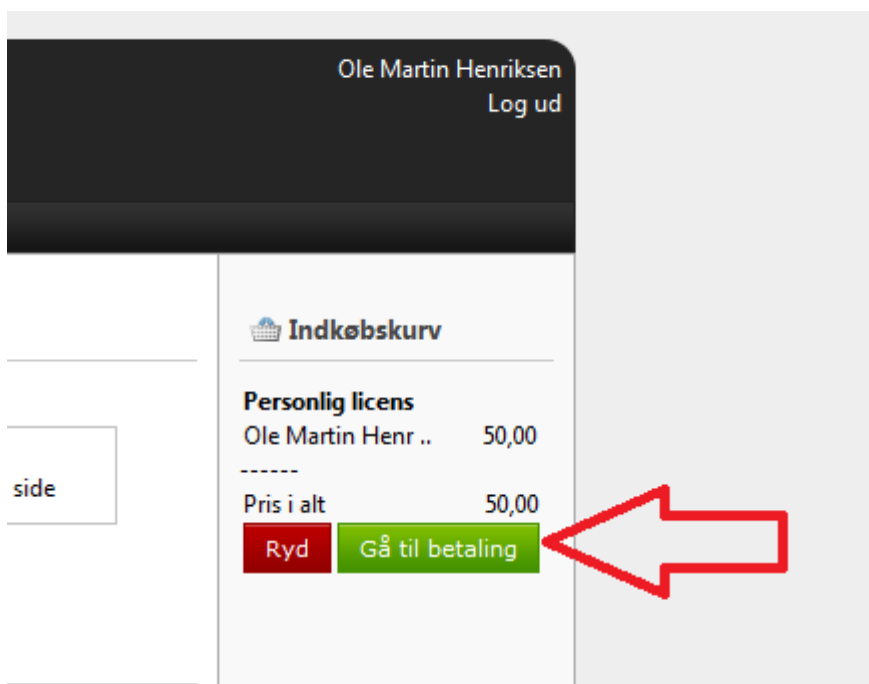 Ole Martin Henriksen
Log ud
Indkøbskurv
Personlig licens
Ole Martin Henr .. 50,00
------
side
Pris i alt 50,00
Ryd Gå til betaling